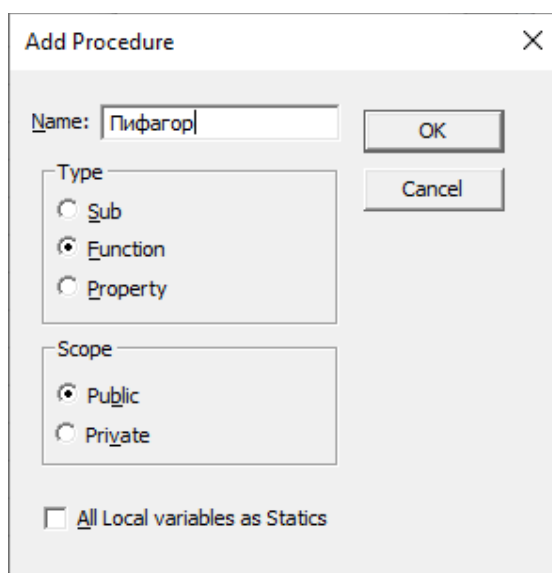 Add Procedure
Name: Пифагор
OK
Type
Cancel
Sub
Function
Property
Scope
Public
Private
All Local variables as Statics